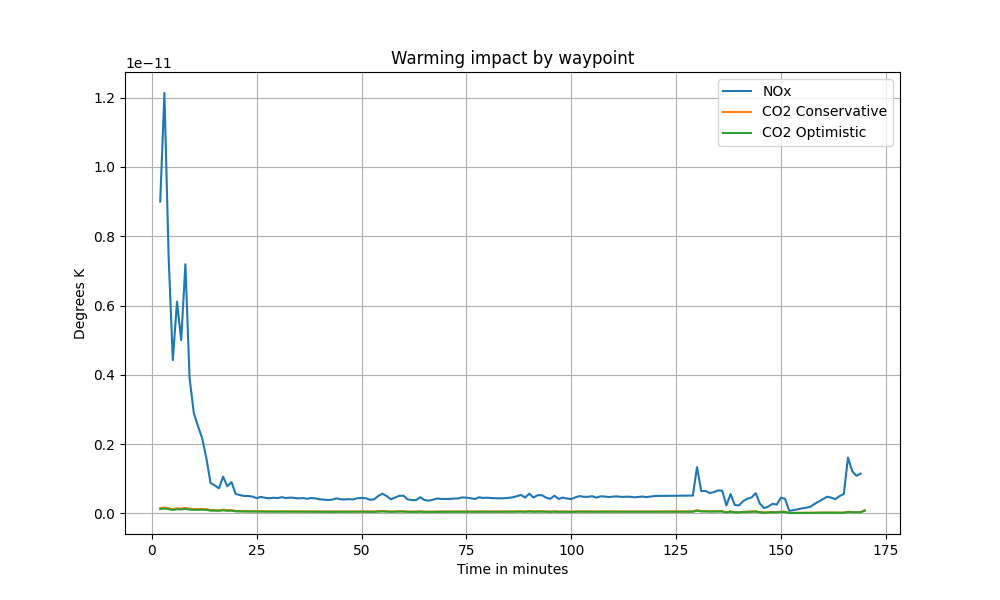 Warming impact by waypoint
1e−11
NOx
CO2 Conservative
CO2 Optimistic
1.2
1.0
0.8
0.6
0.4
0.2
0.0
Degrees K
0 25 50 75 100 125 150 175
Time in minutes